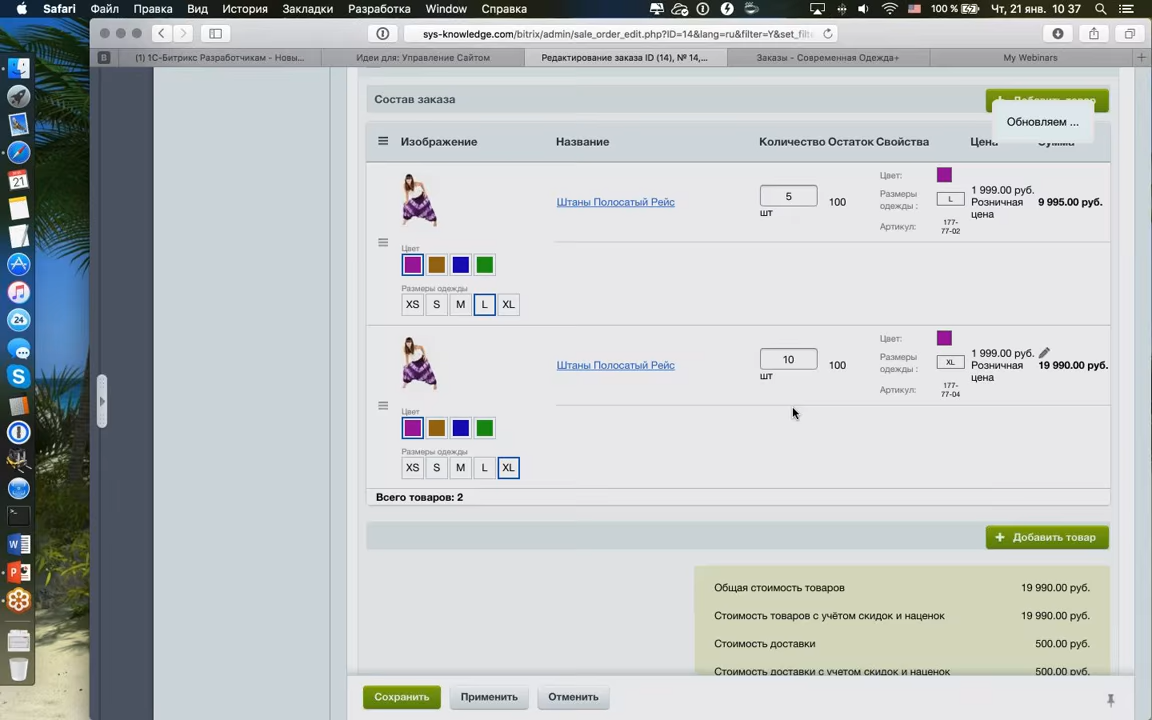 Safari Файл Правка Вид История Закладки Разработка Окно Справка 100 % Чт, 21 янв. 10 37
sys-knowledge.com/bitrix/admin/sale_order_edit.php?ID=14&lang=ru&filter=Y&set_filt
(1) 1С-Битрикс Разработчикам - Новы... Идеи для: Управление Сайтом Редактирование заказа ID (14), № 14,... Заказы - Современная Одежда+ My Webinars
Состав заказа
Обновляем ...
Изображение Название Количество Остаток Свойства Цена Сумма
Штаны Полосатый Рейс 5 шт 100
Цвет:
Размеры одежды : L
Артикул: 177-77-02
1 999.00 руб. Розничная цена
9 995.00 руб.
Цвет
Размеры одежды
XS S M L XL
Штаны Полосатый Рейс 10 шт 100
Цвет:
Размеры одежды : XL
Артикул: 177-77-04
1 999.00 руб. Розничная цена
19 990.00 руб.
Цвет
Размеры одежды
XS S M L XL
Всего товаров: 2
+ Добавить товар
Общая стоимость товаров 19 990.00 руб.
Стоимость товаров с учётом скидок и наценок 19 990.00 руб.
Стоимость доставки 500.00 руб.
Стоимость доставки с учетом скидок и наценок 500.00 руб.
Сохранить Применить Отменить